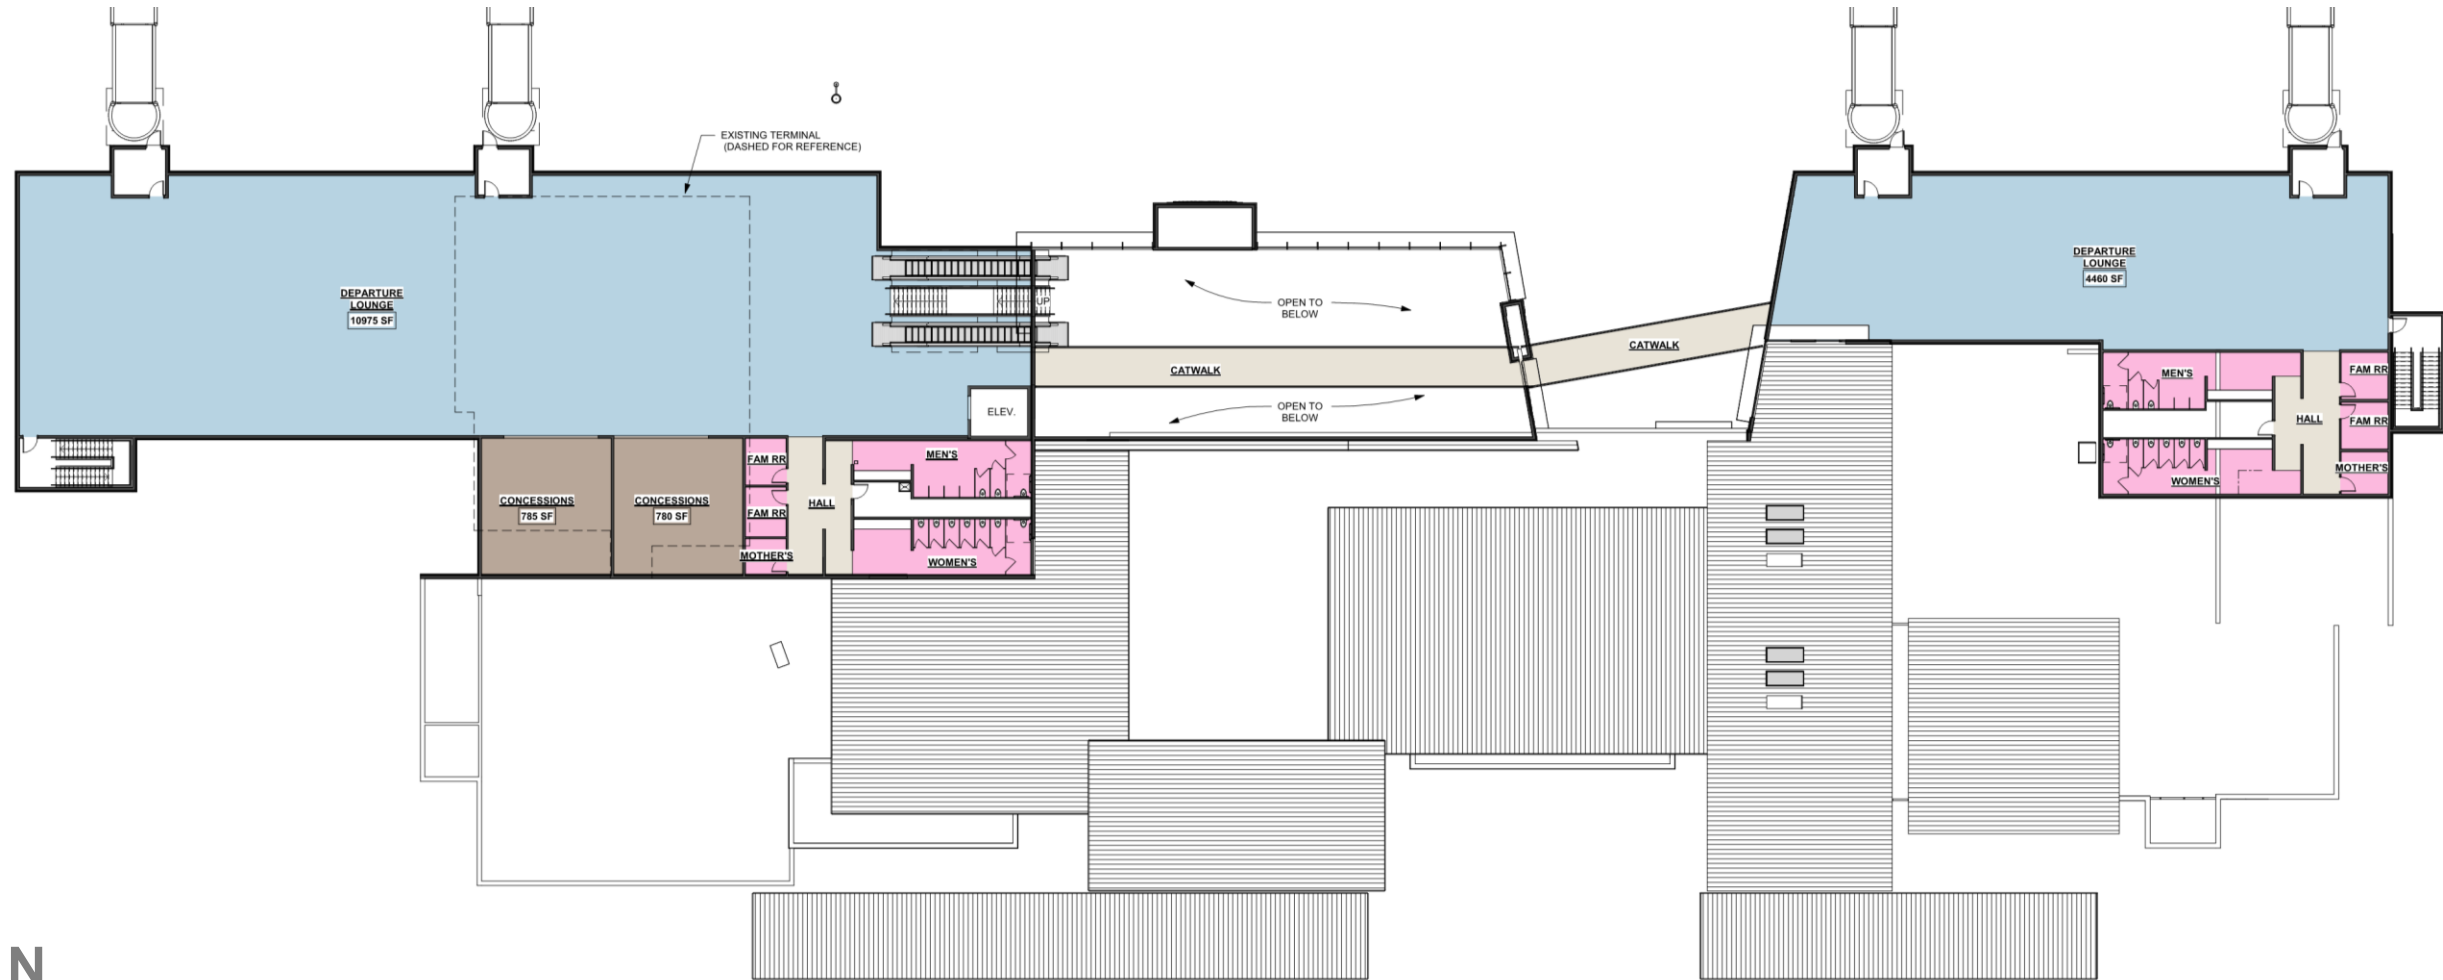 EXISTING TERMINAL
(DASHED FOR REFERENCE)
DEPARTURE
LOUNGE
10975 SF
UP
OPEN TO
BELOW
CATWALK
CATWALK
ELEV.
OPEN TO
BELOW
DEPARTURE
LOUNGE
4460 SF
MEN'S
FAM RR
HALL
FAM RR
MOTHER'S
WOMEN'S
CONCESSIONS
785 SF
CONCESSIONS
780 SF
FAM RR
FAM RR
MOTHER'S
HALL
MEN'S
WOMEN'S
N